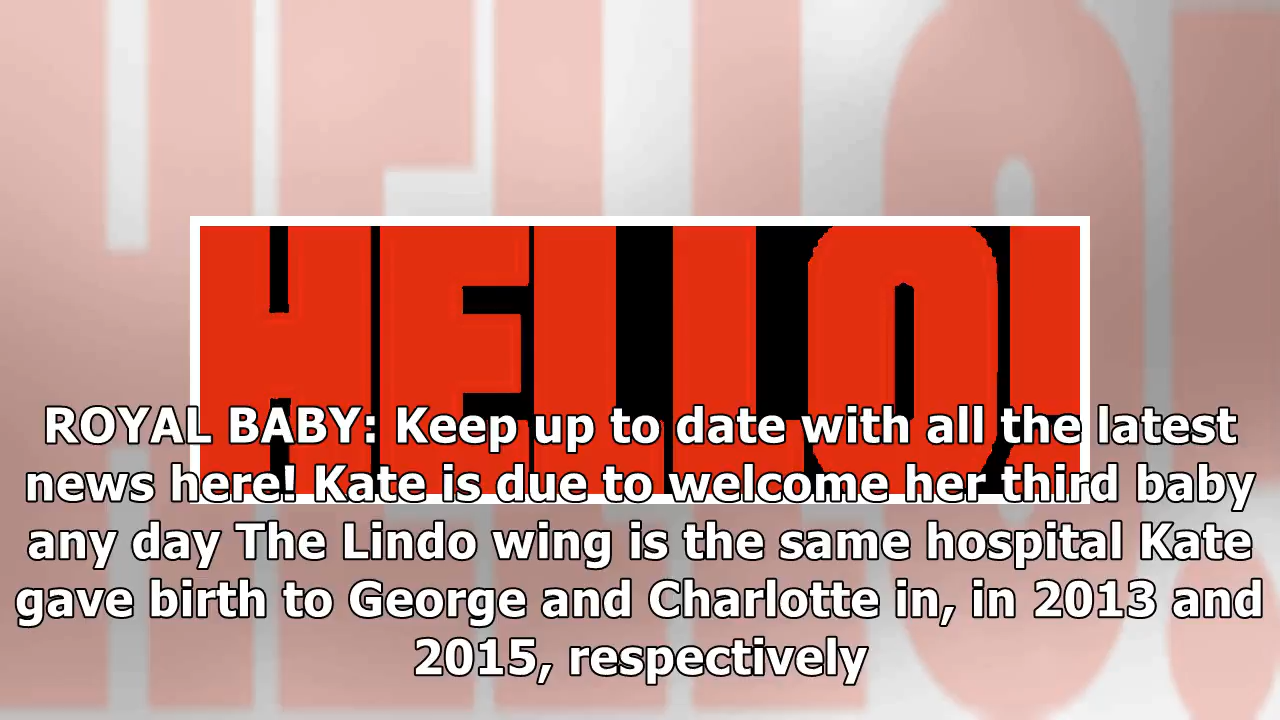 HELLO!
ROYAL BABY: Keep up to date with all the latest
news here! Kate is due to welcome her third baby
any day The Lindo wing is the same hospital Kate
gave birth to George and Charlotte in, in 2013 and
2015, respectively